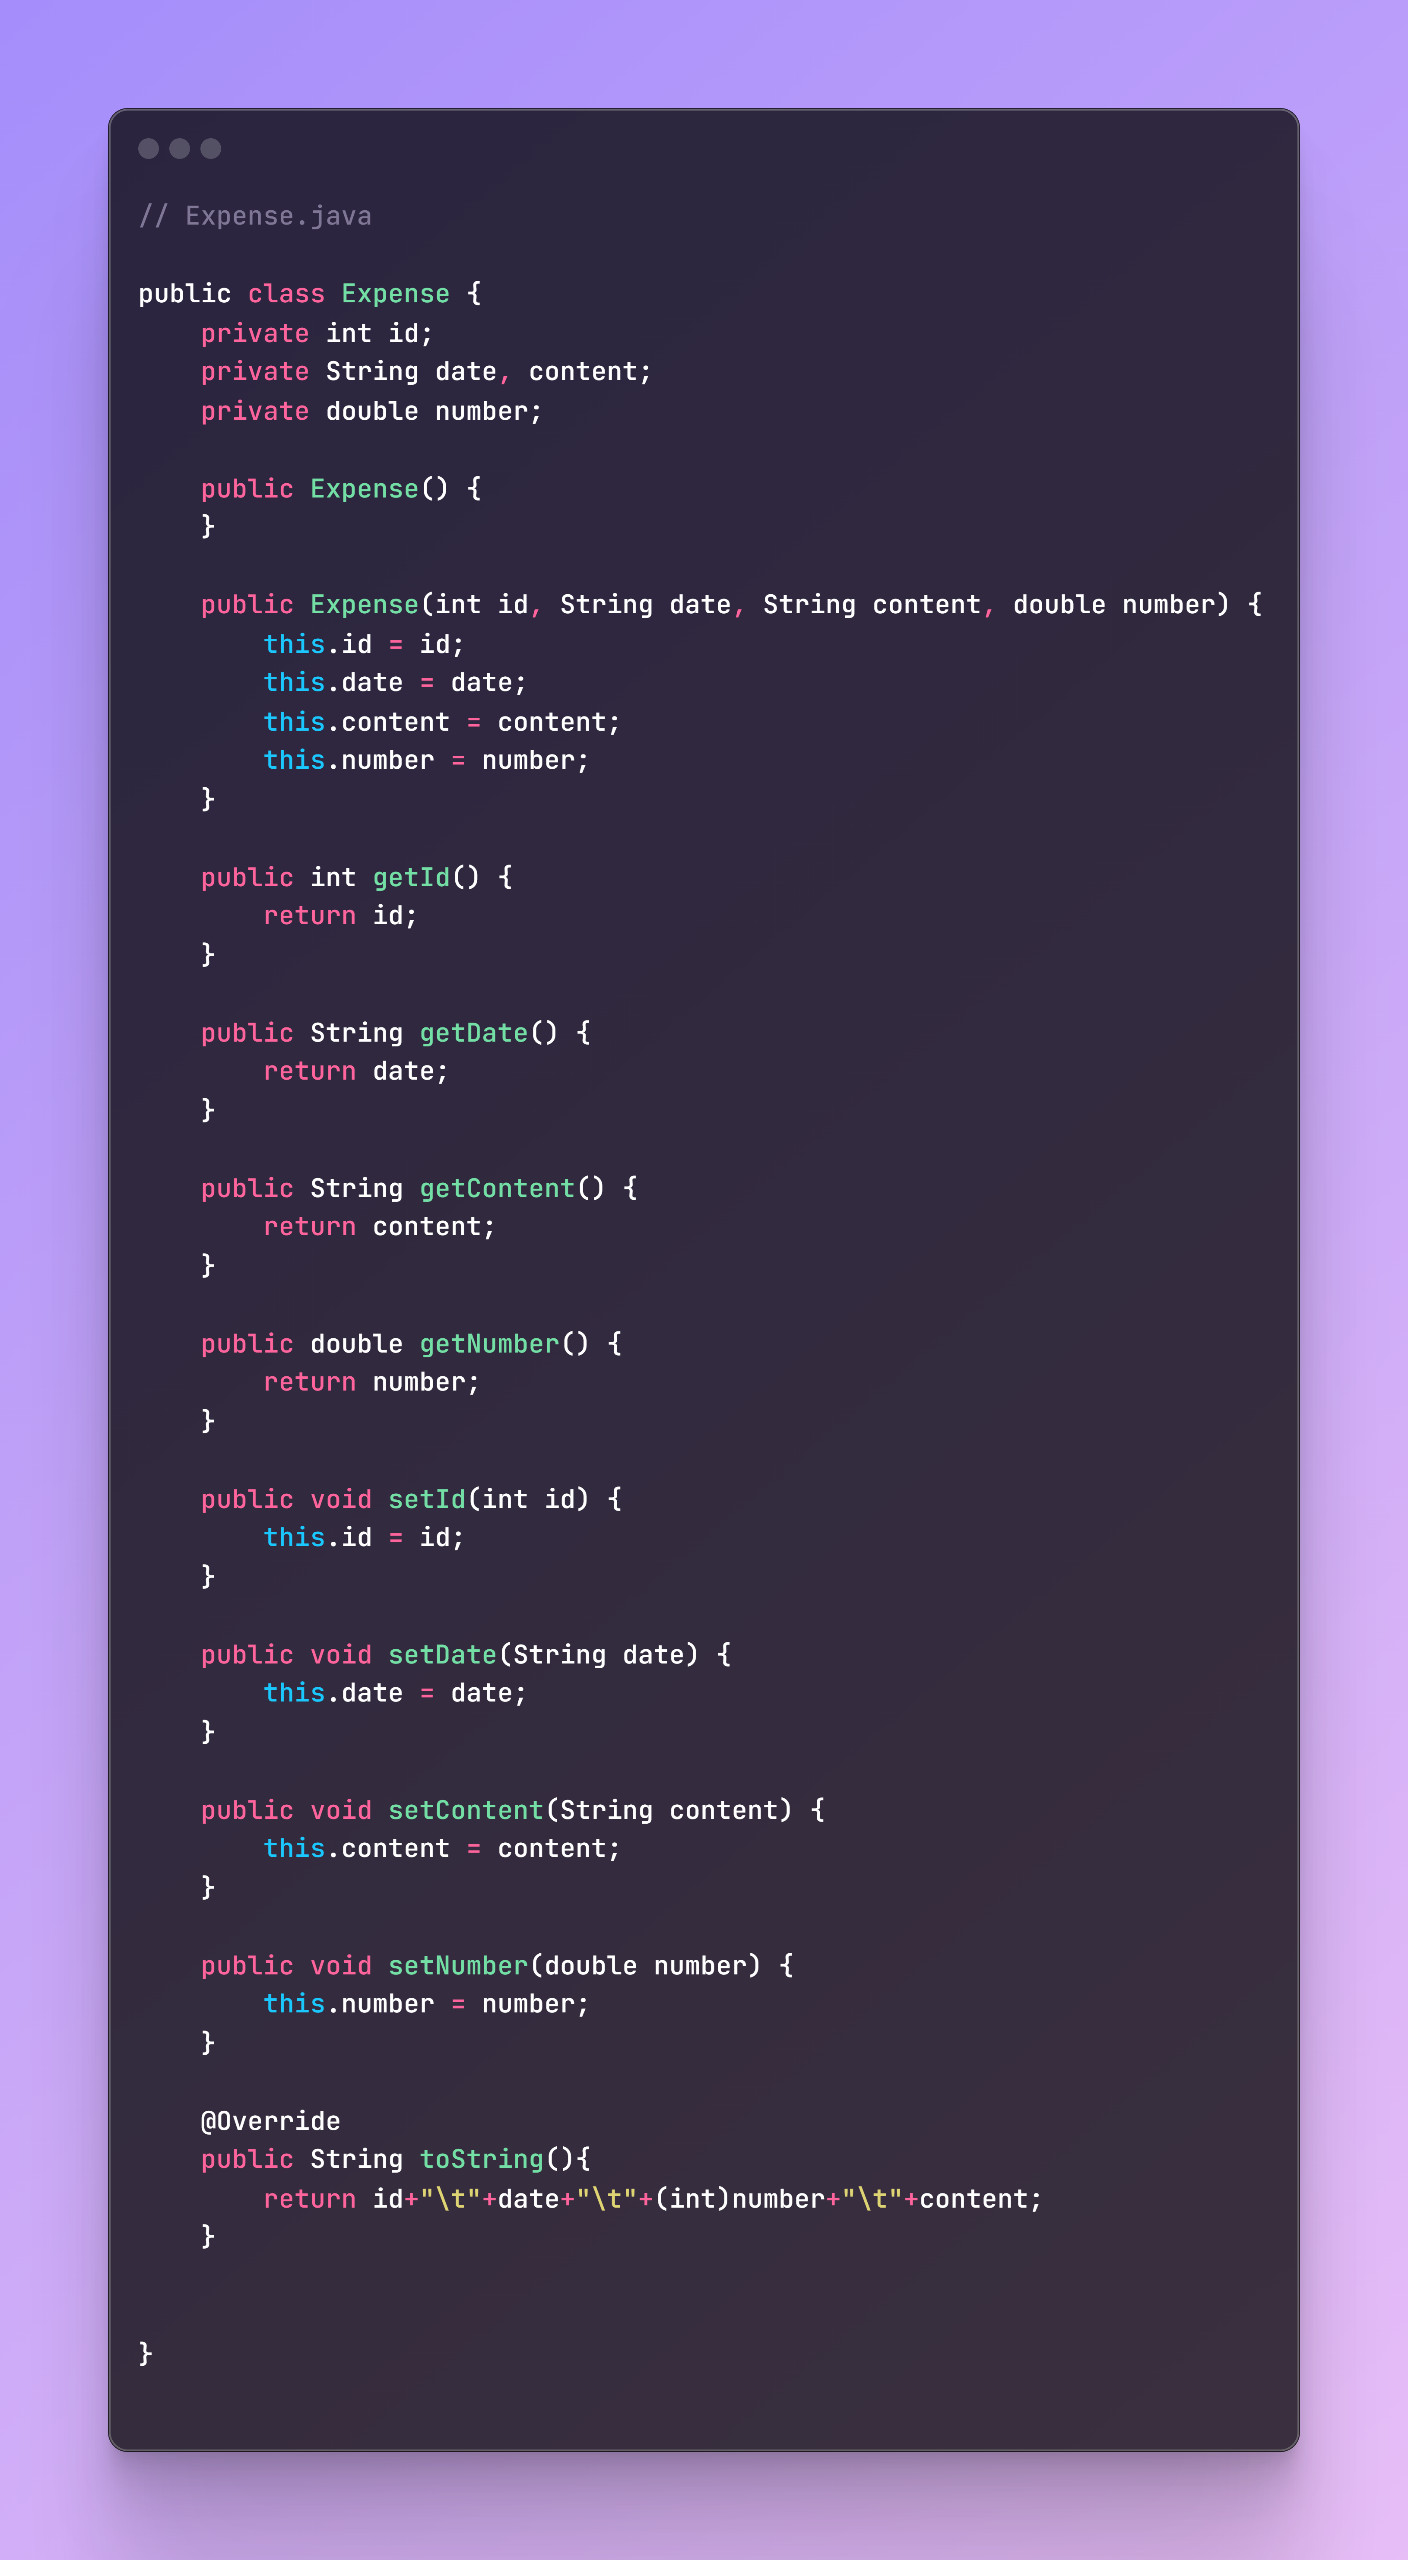 // Expense.java

public class Expense {
    private int id;
    private String date, content;
    private double number;

    public Expense() {
    }

    public Expense(int id, String date, String content, double number) {
        this.id = id;
        this.date = date;
        this.content = content;
        this.number = number;
    }

    public int getId() {
        return id;
    }

    public String getDate() {
        return date;
    }

    public String getContent() {
        return content;
    }

    public double getNumber() {
        return number;
    }

    public void setId(int id) {
        this.id = id;
    }

    public void setDate(String date) {
        this.date = date;
    }

    public void setContent(String content) {
        this.content = content;
    }

    public void setNumber(double number) {
        this.number = number;
    }

    @Override
    public String toString(){
        return id+"\t"+date+"\t"+(int)number+"\t"+content;
    }


}